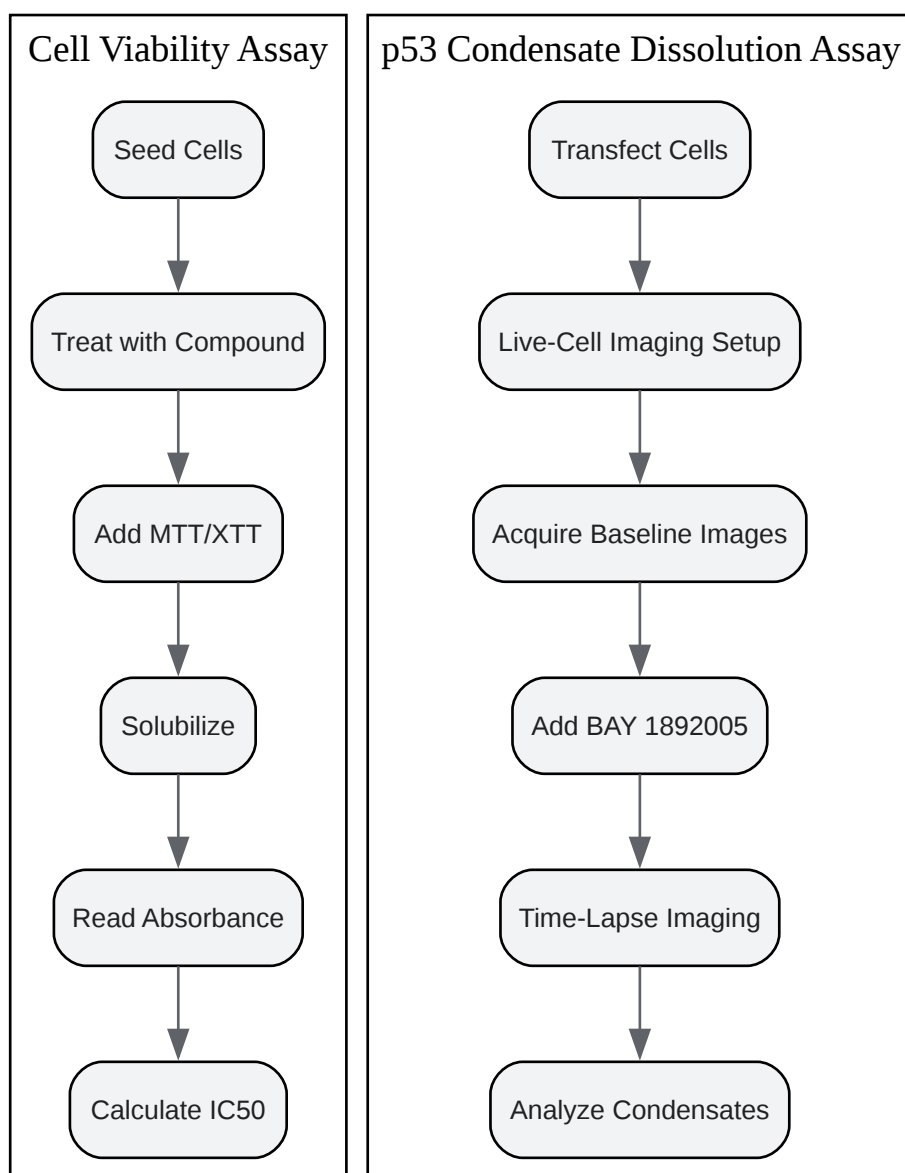 Cell Viability Assay
Seed Cells
Treat with Compound
Add MTT/XTT
Solubilize
Read Absorbance
Calculate IC50
p53 Condensate Dissolution Assay
Transfect Cells
Live-Cell Imaging Setup
Acquire Baseline Images
Add BAY 1892005
Time-Lapse Imaging
Analyze Condensates